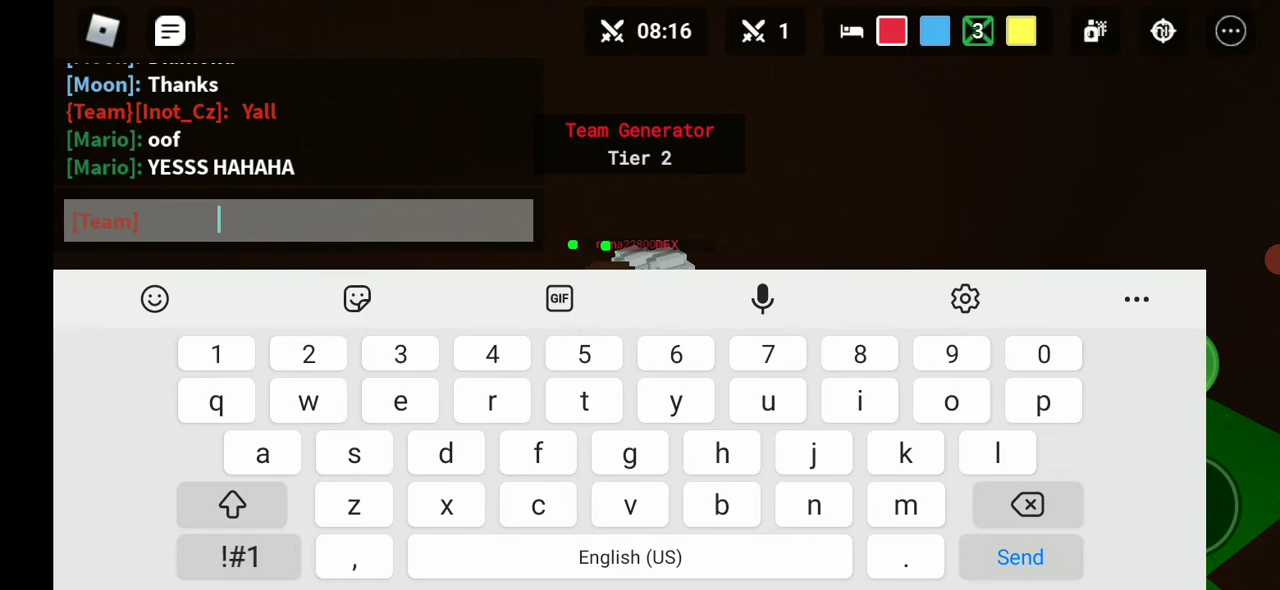 08:16
1
3
[Moon]: Thanks
{Team}[Inot_Cz]: Yall
[Mario]: oof
[Mario]: YESSS HAHAHA
[Team]
Team Generator
Tier 2
GIF
1 2 3 4 5 6 7 8 9 0
q w e r t y u i o p
a s d f g h j k l
z x c v b n m
!#1 , English (US) . Send